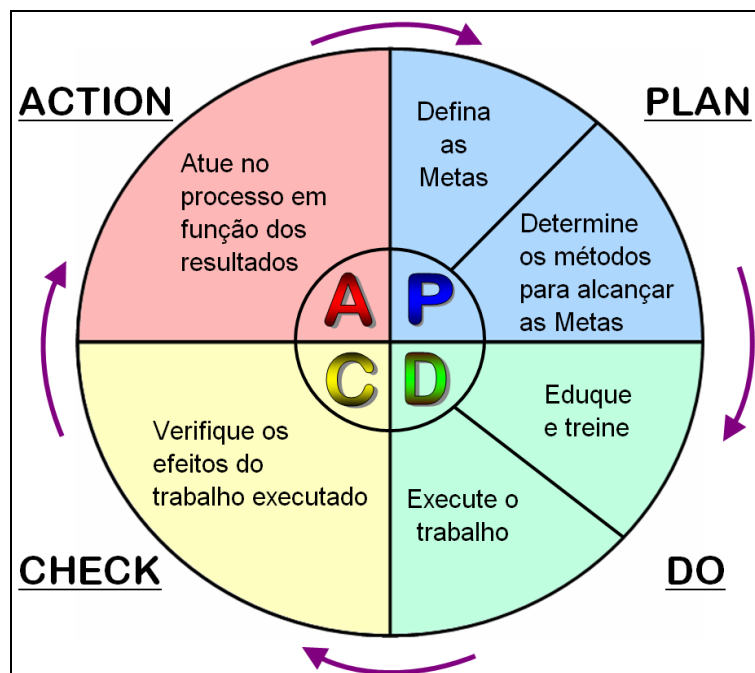 ACTION
PLAN
Defina
as
Metas
Determine
os métodos
para alcançar
as Metas
Atue no
processo em
função dos
resultados
A P
C D
Eduque
e treine
Execute o
trabalho
Verifique os
efeitos do
trabalho executado
CHECK
DO